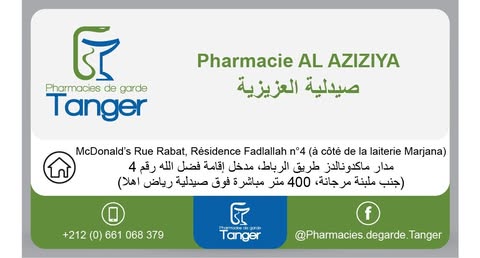 Pharmacies de garde
Tanger
Pharmacie AL AZIZIYA
صيدلية العزيزية
McDonald's Rue Rabat, Résidence Fadlallah n°4 (à côté de la laiterie Marjana)
مدار ماكدونالدز طريق الرباط، مدخل إقامة فضل الله رقم 4
(جنب ملبنة مرجانة، 400 متر مباشرة فوق صيدلية رياض اهلا)
+212 (0) 661 068 379
Pharmacies de garde
Tanger
@Pharmacies.degarde.Tanger